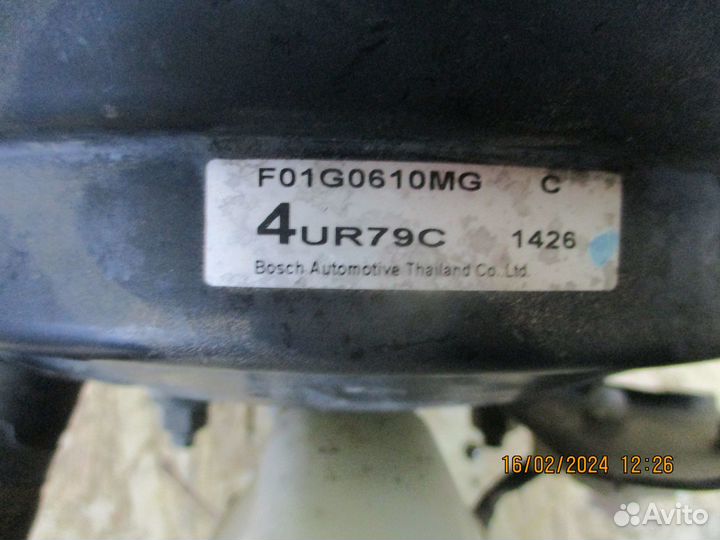 F01G0610MG C
4UR79C 1426
Bosch Automotive Thailand Co. Ltd.
16/02/2024 12:26
Avito